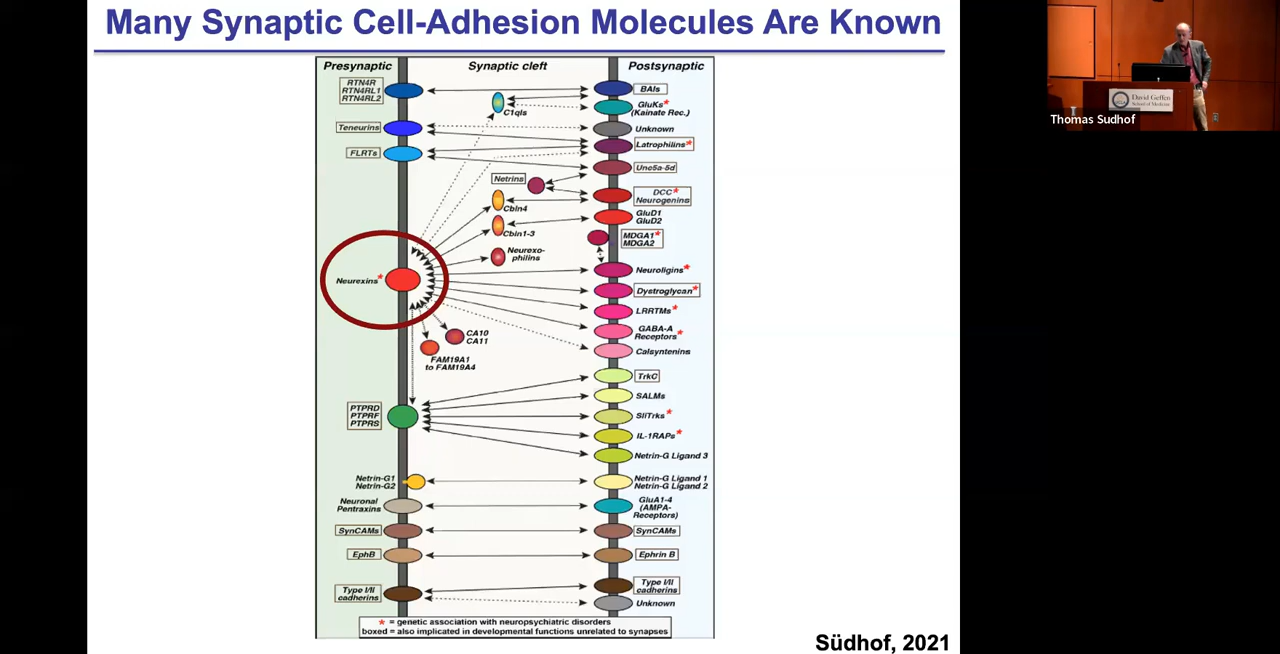 Many Synaptic Cell-Adhesion Molecules Are Known
Presynaptic
Synaptic cleft
Postsynaptic
RTN4R
RTN4RL1
RTN4RL2
Teneurins
FLRTs
Neurexins*
PTPRD
PTPRF
PTPRS
Netrin-G1
Netrin-G2
Neuronal
Pentraxins
SynCAMs
EphB
Type I/II
cadherins
C1qls
Netrins
Cbln4
Cbln1-3
Neurexo-
philins
CA10
CA11
FAM19A1
to FAM19A4
BAIs
GluKs*
(Kainate Rec.)
Unknown
Latrophilins*
Unc5a-5d
DCC*
Neurogenins
GluD1
GluD2
MDGA1*
MDGA2
Neuroligins*
Dystroglycan*
LRRTMs*
GABA-A
Receptors*
Calsyntenins
TrkC
SALMs
SliTrks*
IL-1RAPs*
Netrin-G Ligand 3
Netrin-G Ligand 1
Netrin-G Ligand 2
GluA1-4
(AMPA-
Receptors)
SynCAMs
Ephrin B
Type I/II
cadherins
Unknown
* = genetic association with neuropsychiatric disorders
boxed = also implicated in developmental functions unrelated to synapses
Südhof, 2021
David Geffen
School of Medicine
Thomas Sudhof